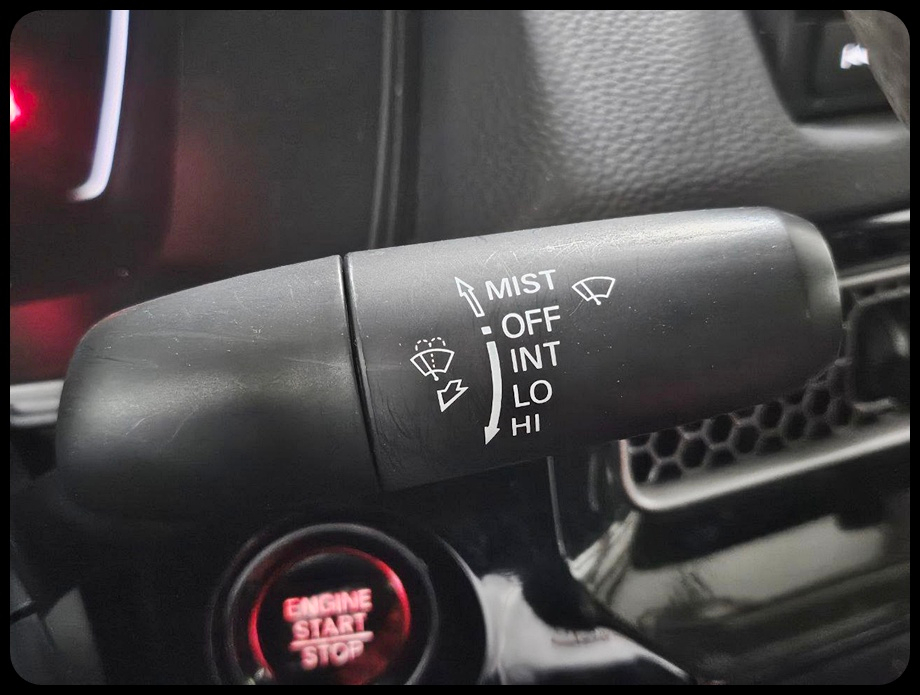 MIST
OFF
INT
LO
HI
ENGINE
START
STOP